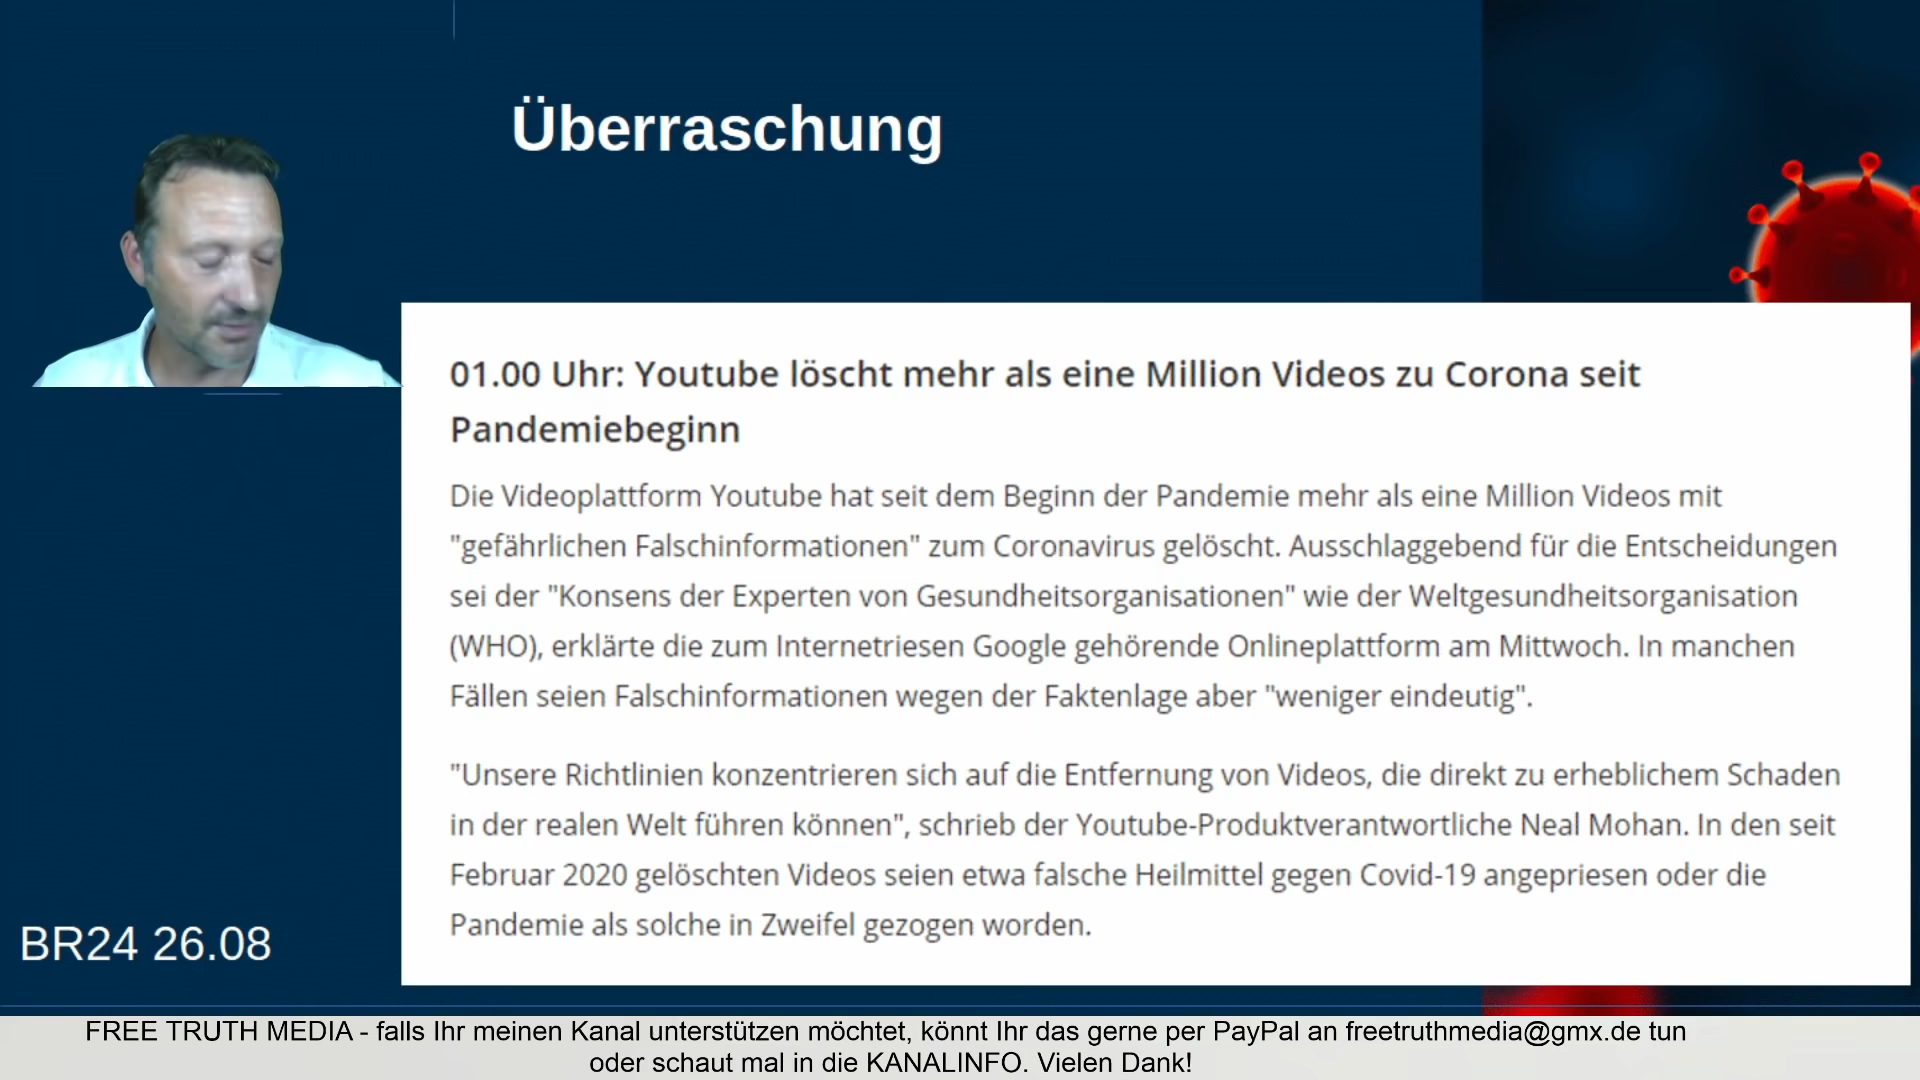 Überraschung
01.00 Uhr: Youtube löscht mehr als eine Million Videos zu Corona seit
Pandemiebeginn
Die Videoplattform Youtube hat seit dem Beginn der Pandemie mehr als eine Million Videos mit
"gefährlichen Falschinformationen" zum Coronavirus gelöscht. Ausschlaggebend für die Entscheidungen
sei der "Konsens der Experten von Gesundheitsorganisationen" wie der Weltgesundheitsorganisation
(WHO), erklärte die zum Internetriesen Google gehörende Onlineplattform am Mittwoch. In manchen
Fällen seien Falschinformationen wegen der Faktenlage aber "weniger eindeutig".
"Unsere Richtlinien konzentrieren sich auf die Entfernung von Videos, die direkt zu erheblichem Schaden
in der realen Welt führen können", schrieb der Youtube-Produktverantwortliche Neal Mohan. In den seit
Februar 2020 gelöschten Videos seien etwa falsche Heilmittel gegen Covid-19 angepriesen oder die
Pandemie als solche in Zweifel gezogen worden.
BR24 26.08
FREE TRUTH MEDIA - falls Ihr meinen Kanal unterstützen möchtet, könnt Ihr das gerne per PayPal an freetruthmedia@gmx.de tun
oder schaut mal in die KANALINFO. Vielen Dank!